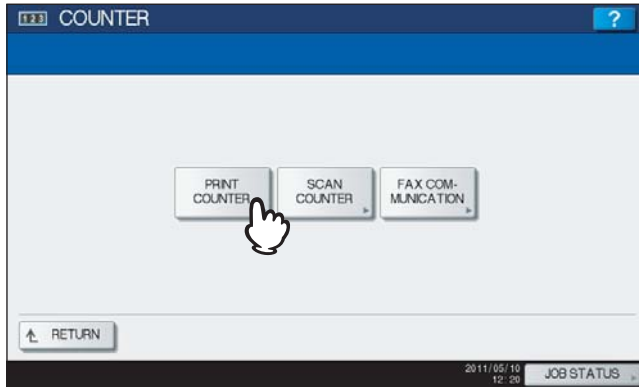 123 COUNTER
?
PRINT
COUNTER
SCAN
COUNTER
FAX COM-
MUNICATION
RETURN
2011/05/10
12:20
JOB STATUS